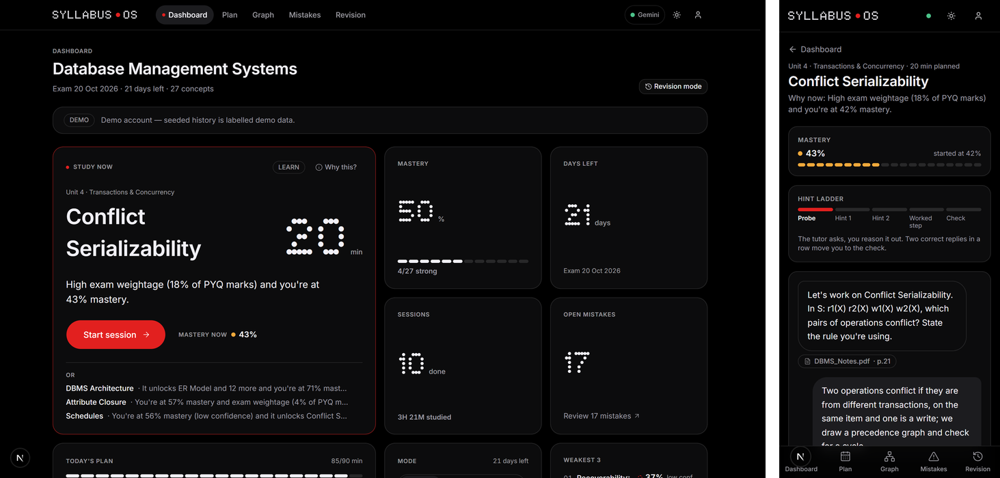 SYLLABUS OS
Dashboard
Plan
Graph
Mistakes
Revision
Gemini
DASHBOARD
Database Management Systems
Exam 20 Oct 2026 · 21 days left · 27 concepts
Revision mode
DEMO
Demo account — seeded history is labelled demo data.
STUDY NOW
LEARN
Why this?
Unit 4 · Transactions & Concurrency
Conflict
Serializability
20 min
High exam weightage (18% of PYQ marks) and you're at
43% mastery.
Start session →
MASTERY NOW
43%
OR
DBMS Architecture · It unlocks ER Model and 12 more and you're at 71% mast...
Attribute Closure · You're at 57% mastery and exam weightage (4% of PYQ m...
Schedules · You're at 56% mastery (low confidence) and it unlocks Conflict S...
MASTERY
50 %
4/27 strong
DAYS LEFT
21 days
Exam 20 Oct 2026
SESSIONS
10 done
3H 21M studied
OPEN MISTAKES
17
Review 17 mistakes ↗
TODAY'S PLAN
85/90 min
MODE
21 days left
WEAKEST 3
37%
N
SYLLABUS OS
← Dashboard
Unit 4 · Transactions & Concurrency · 20 min planned
Conflict Serializability
Why now: High exam weightage (18% of PYQ marks)
and you're at 42% mastery.
MASTERY
43%
started at 42%
HINT LADDER
Probe
Hint 1
Hint 2
Worked
step
Check
The tutor asks, you reason it out. Two correct replies in a
row move you to the check.
Let's work on Conflict Serializability.
In S: r1(X) r2(X) w1(X) w2(X), which
pairs of operations conflict? State
the rule you're using.
DBMS_Notes.pdf · p.21
Two operations conflict if they are
from different transactions, on the
same item and one is a write; we
draw a precedence graph and check
N
Dashboard
Plan
Graph
Mistakes
Revision